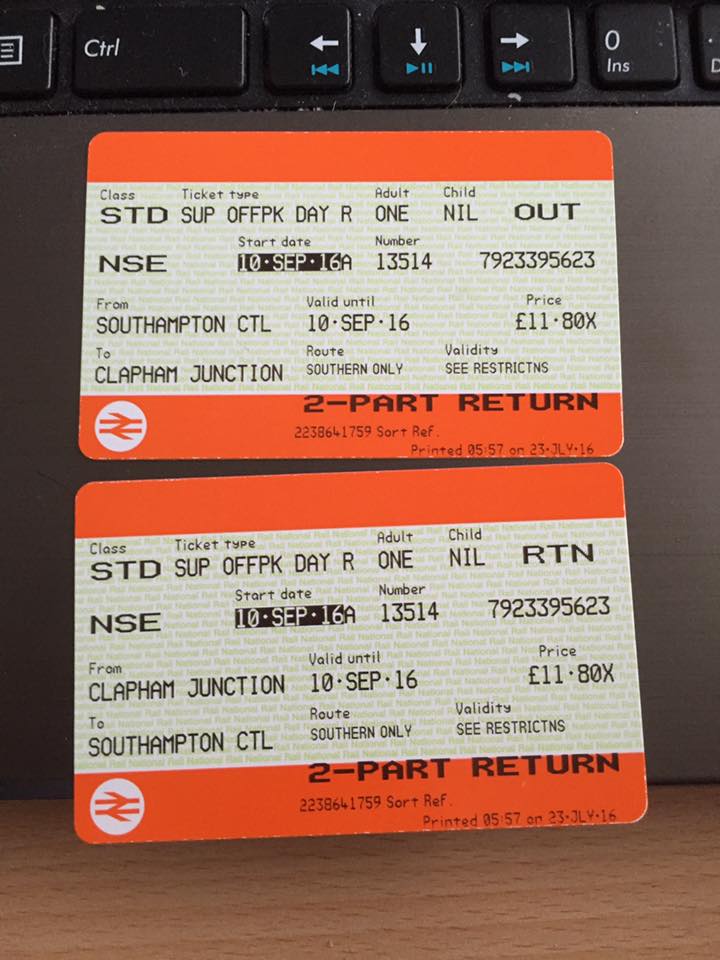 Ctrl
0
Ins
D
Class Ticket type Adult Child
STD SUP OFFPK DAY R ONE NIL OUT
Start date Number
NSE 10·SEP·16A 13514 7923395623
From Valid until Price
SOUTHAMPTON CTL 10·SEP·16 £11·80X
To Route Validity
CLAPHAM JUNCTION SOUTHERN ONLY SEE RESTRICTNS
2-PART RETURN
2238641759 Sort Ref.
Printed 05:57 on 23·JLY·16
Class Ticket type Adult Child
STD SUP OFFPK DAY R ONE NIL RTN
Start date Number
NSE 10·SEP·16A 13514 7923395623
From Valid until Price
CLAPHAM JUNCTION 10·SEP·16 £11·80X
To Route Validity
SOUTHAMPTON CTL SOUTHERN ONLY SEE RESTRICTNS
2-PART RETURN
2238641759 Sort Ref.
Printed 05:57 on 23·JLY·16